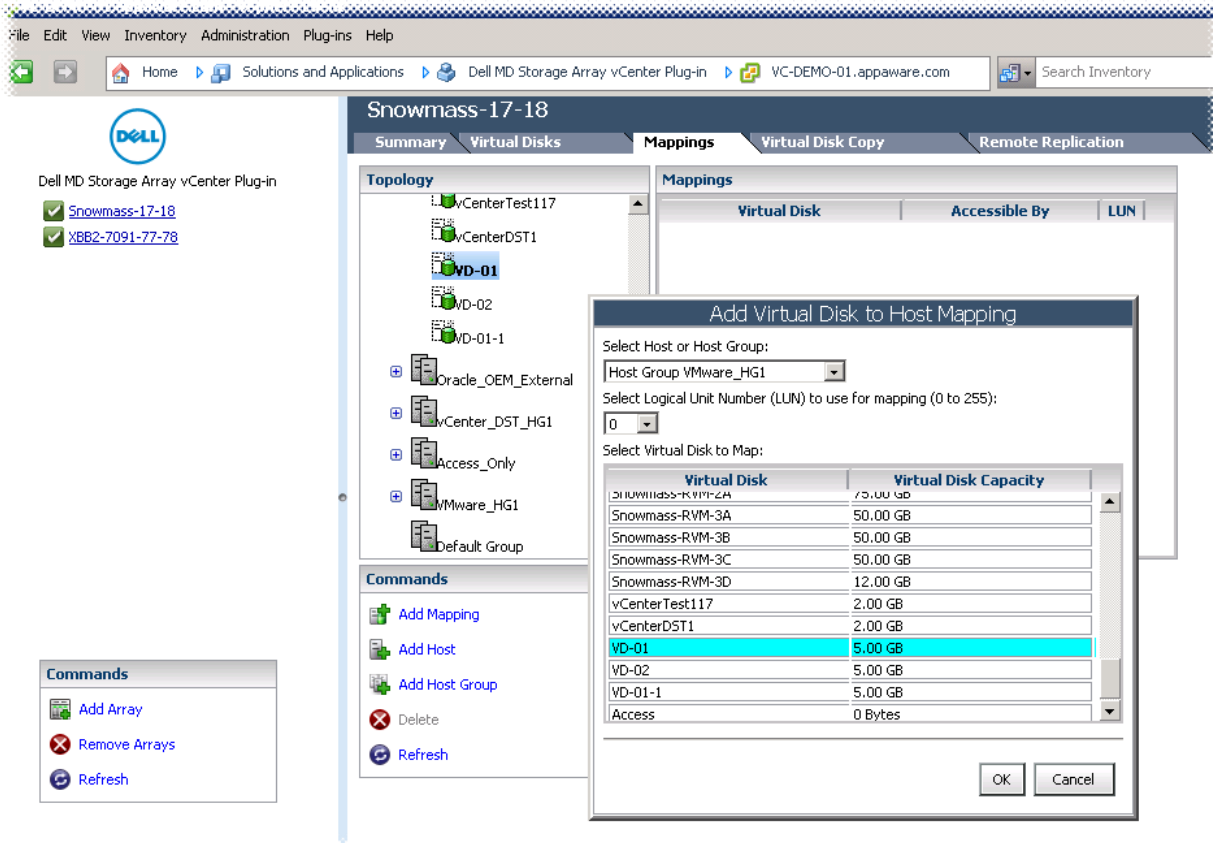 File Edit View Inventory Administration Plug-ins Help
Home Solutions and Applications Dell MD Storage Array vCenter Plug-in VC-DEMO-01.appaware.com Search Inventory
DELL
Dell MD Storage Array vCenter Plug-in
Snowmass-17-18
XBB2-7091-77-78
Commands
Add Array
Remove Arrays
Refresh
Snowmass-17-18
Summary Virtual Disks Mappings Virtual Disk Copy Remote Replication
Topology
vCenterTest117
vCenterDST1
VD-01
VD-02
VD-01-1
Oracle_OEM_External
vCenter_DST_HG1
Access_Only
VMware_HG1
Default Group
Commands
Add Mapping
Add Host
Add Host Group
Delete
Refresh
Mappings
Virtual Disk Accessible By LUN
Add Virtual Disk to Host Mapping
Select Host or Host Group:
Host Group VMware_HG1
Select Logical Unit Number (LUN) to use for mapping (0 to 255):
0
Select Virtual Disk to Map:
Virtual Disk Virtual Disk Capacity
Snowmass-RVM-2A 75.00 GB
Snowmass-RVM-3A 50.00 GB
Snowmass-RVM-3B 50.00 GB
Snowmass-RVM-3C 50.00 GB
Snowmass-RVM-3D 12.00 GB
vCenterTest117 2.00 GB
vCenterDST1 2.00 GB
VD-01 5.00 GB
VD-02 5.00 GB
VD-01-1 5.00 GB
Access 0 Bytes
OK Cancel